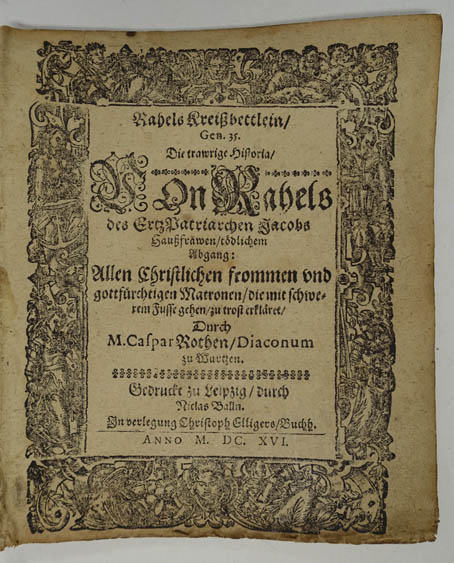 Rahels Kreißbettlein/
Gen. 35.
Die trawrige Historia/
Von Rahels
des ErtzPatriarchen Jacobs
Haußfrawen/tödlichem
Abgang:
Allen Christlichen frommen vnd
gottfürchtigen Matronen/die mit schwe-
rem Fusse gehen/zu trost erkläret/
Durch
M. Caspar Rothen/Diaconum
zu Wurtzen.
Gedruckt zu Leipzig/durch
Niclas Balln.
In verlegung Christoph Elligers/Buchh.
ANNO M. DC. XVI.